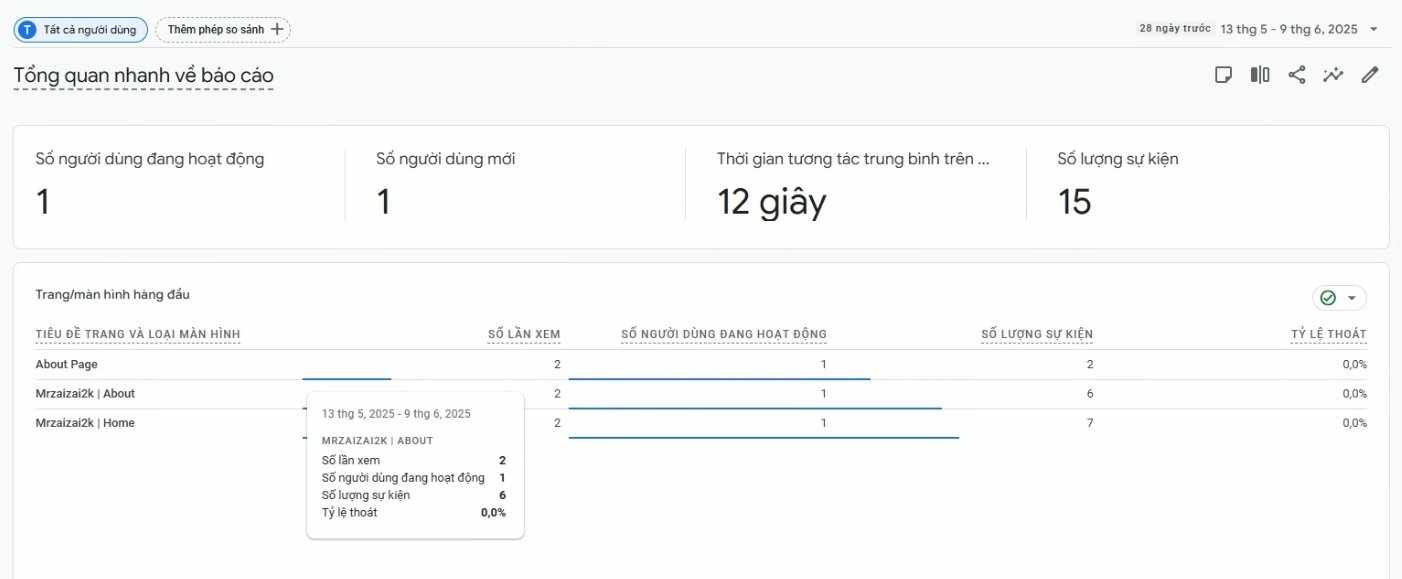 T Tất cả người dùng Thêm phép so sánh + 28 ngày trước 13 thg 5 - 9 thg 6, 2025
Tổng quan nhanh về báo cáo
Số người dùng đang hoạt động Số người dùng mới Thời gian tương tác trung bình trên ... Số lượng sự kiện
1 1 12 giây 15
Trang/màn hình hàng đầu
TIÊU ĐỀ TRANG VÀ LOẠI MÀN HÌNH SỐ LẦN XEM SỐ NGƯỜI DÙNG ĐANG HOẠT ĐỘNG SỐ LƯỢNG SỰ KIỆN TỶ LỆ THOÁT
About Page 2 1 2 0,0%
Mrzaizai2k | About 2 1 6 0,0%
Mrzaizai2k | Home 2 1 7 0,0%
13 thg 5, 2025 - 9 thg 6, 2025
MRZAIZAI2K | ABOUT
Số lần xem 2
Số người dùng đang hoạt động 1
Số lượng sự kiện 6
Tỷ lệ thoát 0,0%